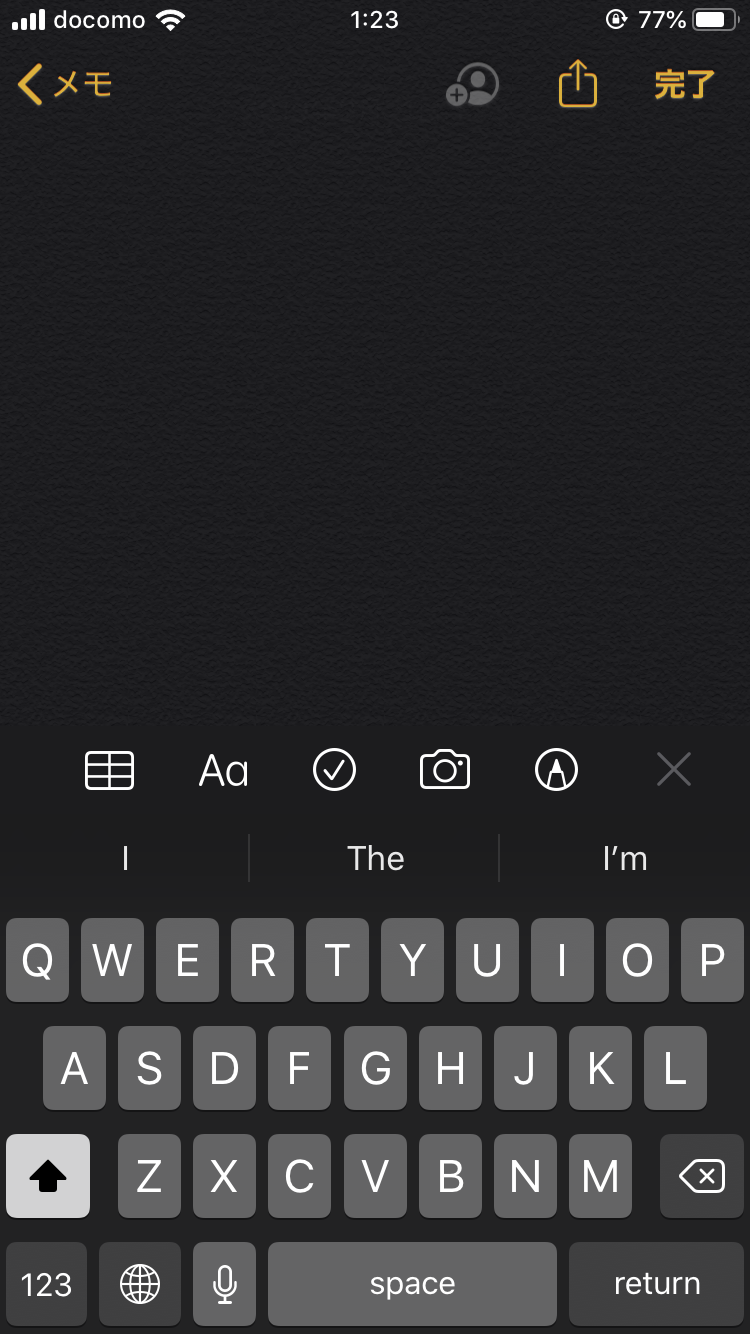 docomo 1:23 77%
メモ 完了
Aa
I The I'm
Q W E R T Y U I O P
A S D F G H J K L
Z X C V B N M
123 space return